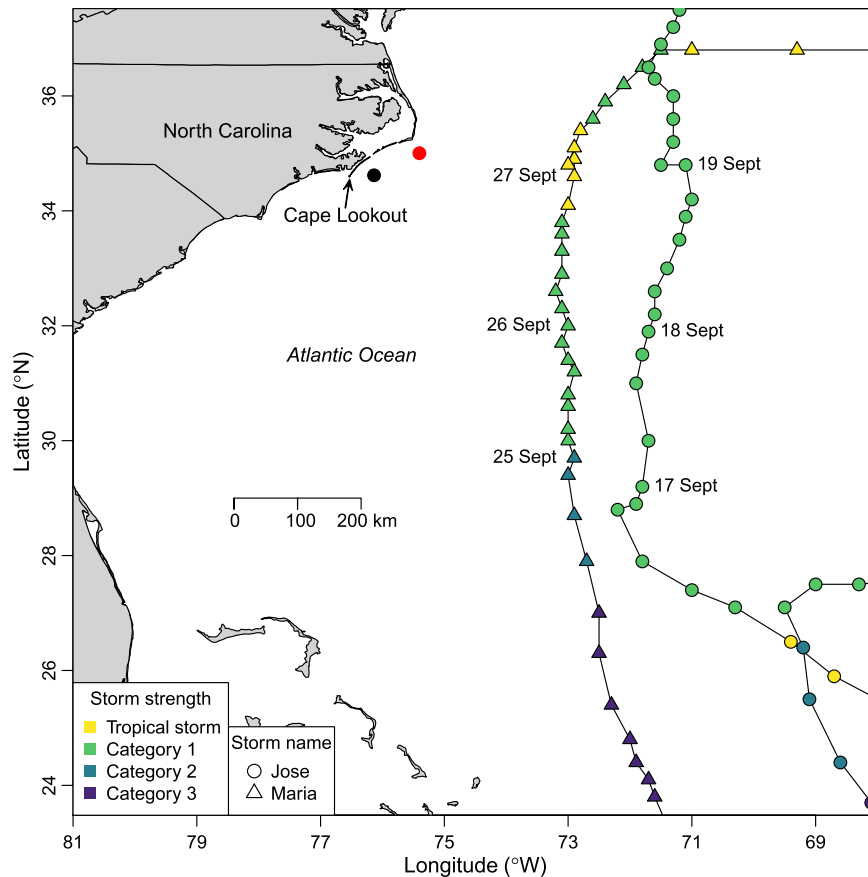 North Carolina
Cape Lookout
Atlantic Ocean
0 100 200 km
27 Sept
26 Sept
25 Sept
19 Sept
18 Sept
17 Sept
Storm strength
Tropical storm
Category 1
Category 2
Category 3
Storm name
Jose
Maria
Latitude (°N)
36
34
32
30
28
26
24
81 79 77 75 73 71 69
Longitude (°W)